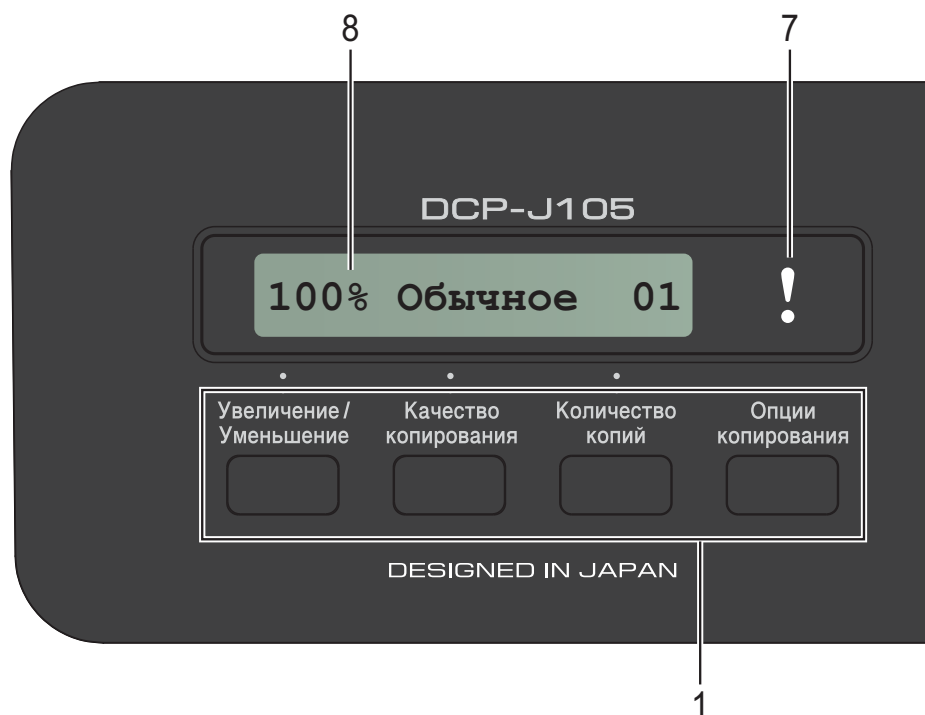 8 7
DCP-J105
100% Обычное 01
!
Увеличение/
Уменьшение
Качество
копирования
Количество
копий
Опции
копирования
DESIGNED IN JAPAN
1